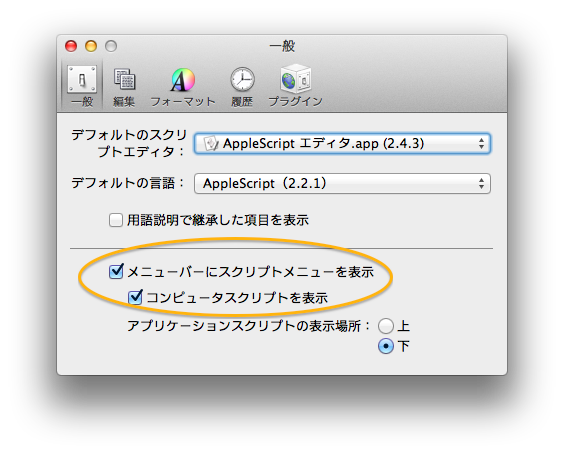 一般
一般 編集 フォーマット 履歴 プラグイン
デフォルトのスクリ
プトエディタ： AppleScript エディタ.app (2.4.3)
デフォルトの言語： AppleScript（2.2.1）
用語説明で継承した項目を表示
メニューバーにスクリプトメニューを表示
コンピュータスクリプトを表示
アプリケーションスクリプトの表示場所： 上
下